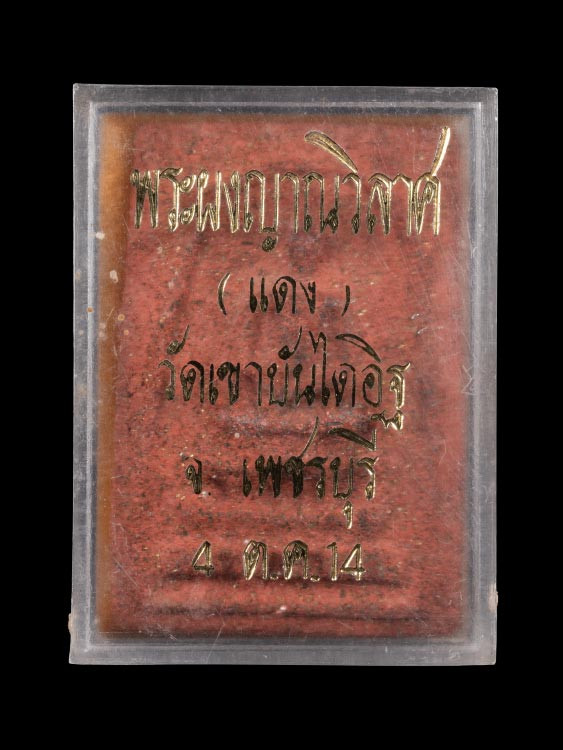 พระผงญาณวิลาศ
(แดง)
วัดเขาบันไดอิฐ
จ. เพชรบุรี
4 ต.ค.14